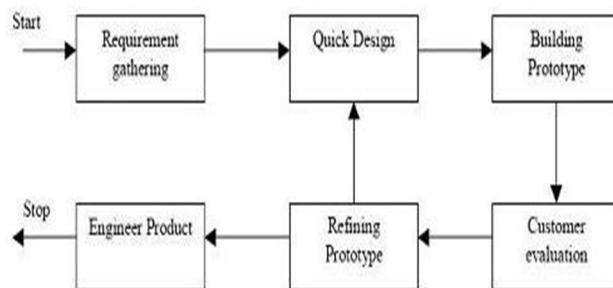 Start
Requirement
gathering
Quick Design
Building
Prototype
Stop
Engineer Product
Refining
Prototype
Customer
evaluation